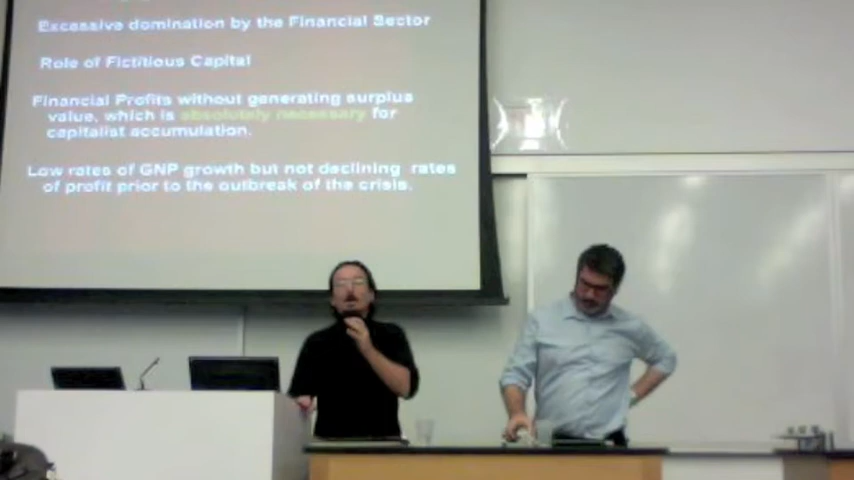 Excessive domination by the Financial Sector
Role of Fictitious Capital
Financial Profits without generating surplus
value, which is absolutely necessary for
capitalist accumulation.
Low rates of GNP growth but not declining rates
of profit prior to the outbreak of the crisis.